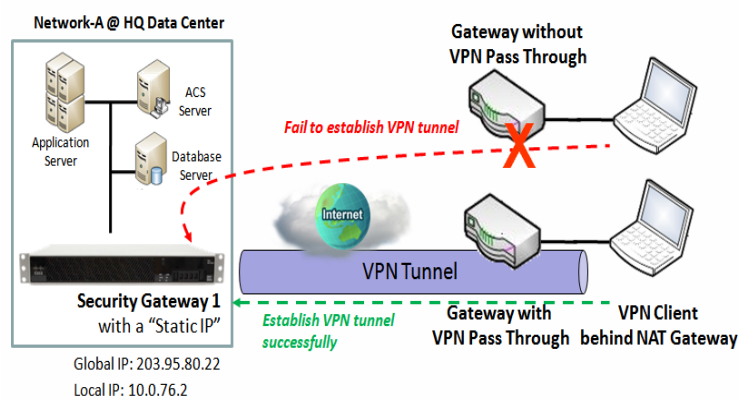 Network-A @ HQ Data Center
Application
Server
ACS
Server
Database
Server
Security Gateway 1
with a “Static IP”
Global IP: 203.95.80.22
Local IP: 10.0.76.2
Gateway without
VPN Pass Through
Fail to establish VPN tunnel
X
Internet
VPN Tunnel
Establish VPN tunnel
successfully
Gateway with
VPN Pass Through
VPN Client
behind NAT Gateway